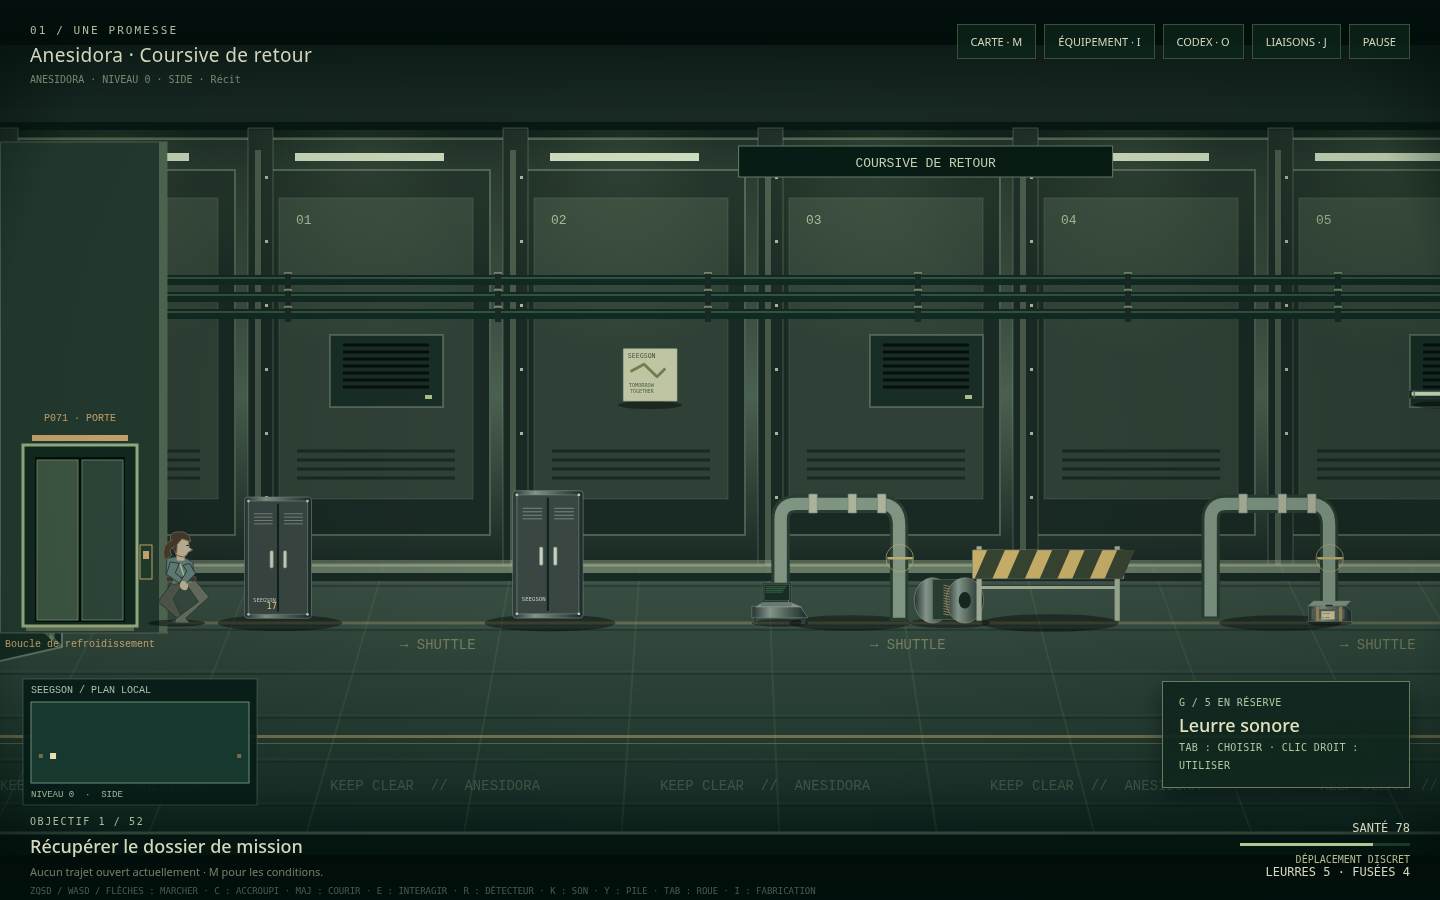 01 / UNE PROMESSE
Anesidora · Coursive de retour
ANESIDORA · NIVEAU 0 · SIDE · Récit
CARTE · M
ÉQUIPEMENT · I
CODEX · O
LIAISONS · J
PAUSE
COURSIVE DE RETOUR
01
02
03
04
05
SEEGSON
TOMORROW
TOGETHER
P071 · PORTE
SEEGSON
17
SEEGSON
Boucle de refroidissement
→ SHUTTLE
→ SHUTTLE
→ SHUTTLE
SEEGSON / PLAN LOCAL
NIVEAU 0 · SIDE
KEEP CLEAR // ANESIDORA
KEEP CLEAR // ANESIDORA
KEEP CLEAR // ANES
G / 5 EN RÉSERVE
Leurre sonore
TAB : CHOISIR · CLIC DROIT :
UTILISER
OBJECTIF 1 / 52
Récupérer le dossier de mission
Aucun trajet ouvert actuellement · M pour les conditions.
ZQSD / WASD / FLÈCHES : MARCHER · C : ACCROUPI · MAJ : COURIR · E : INTERAGIR · R : DÉTECTEUR · K : SON · Y : PILE · TAB : ROUE · I : FABRICATION
SANTÉ 78
DÉPLACEMENT DISCRET
LEURRES 5 · FUSÉES 4